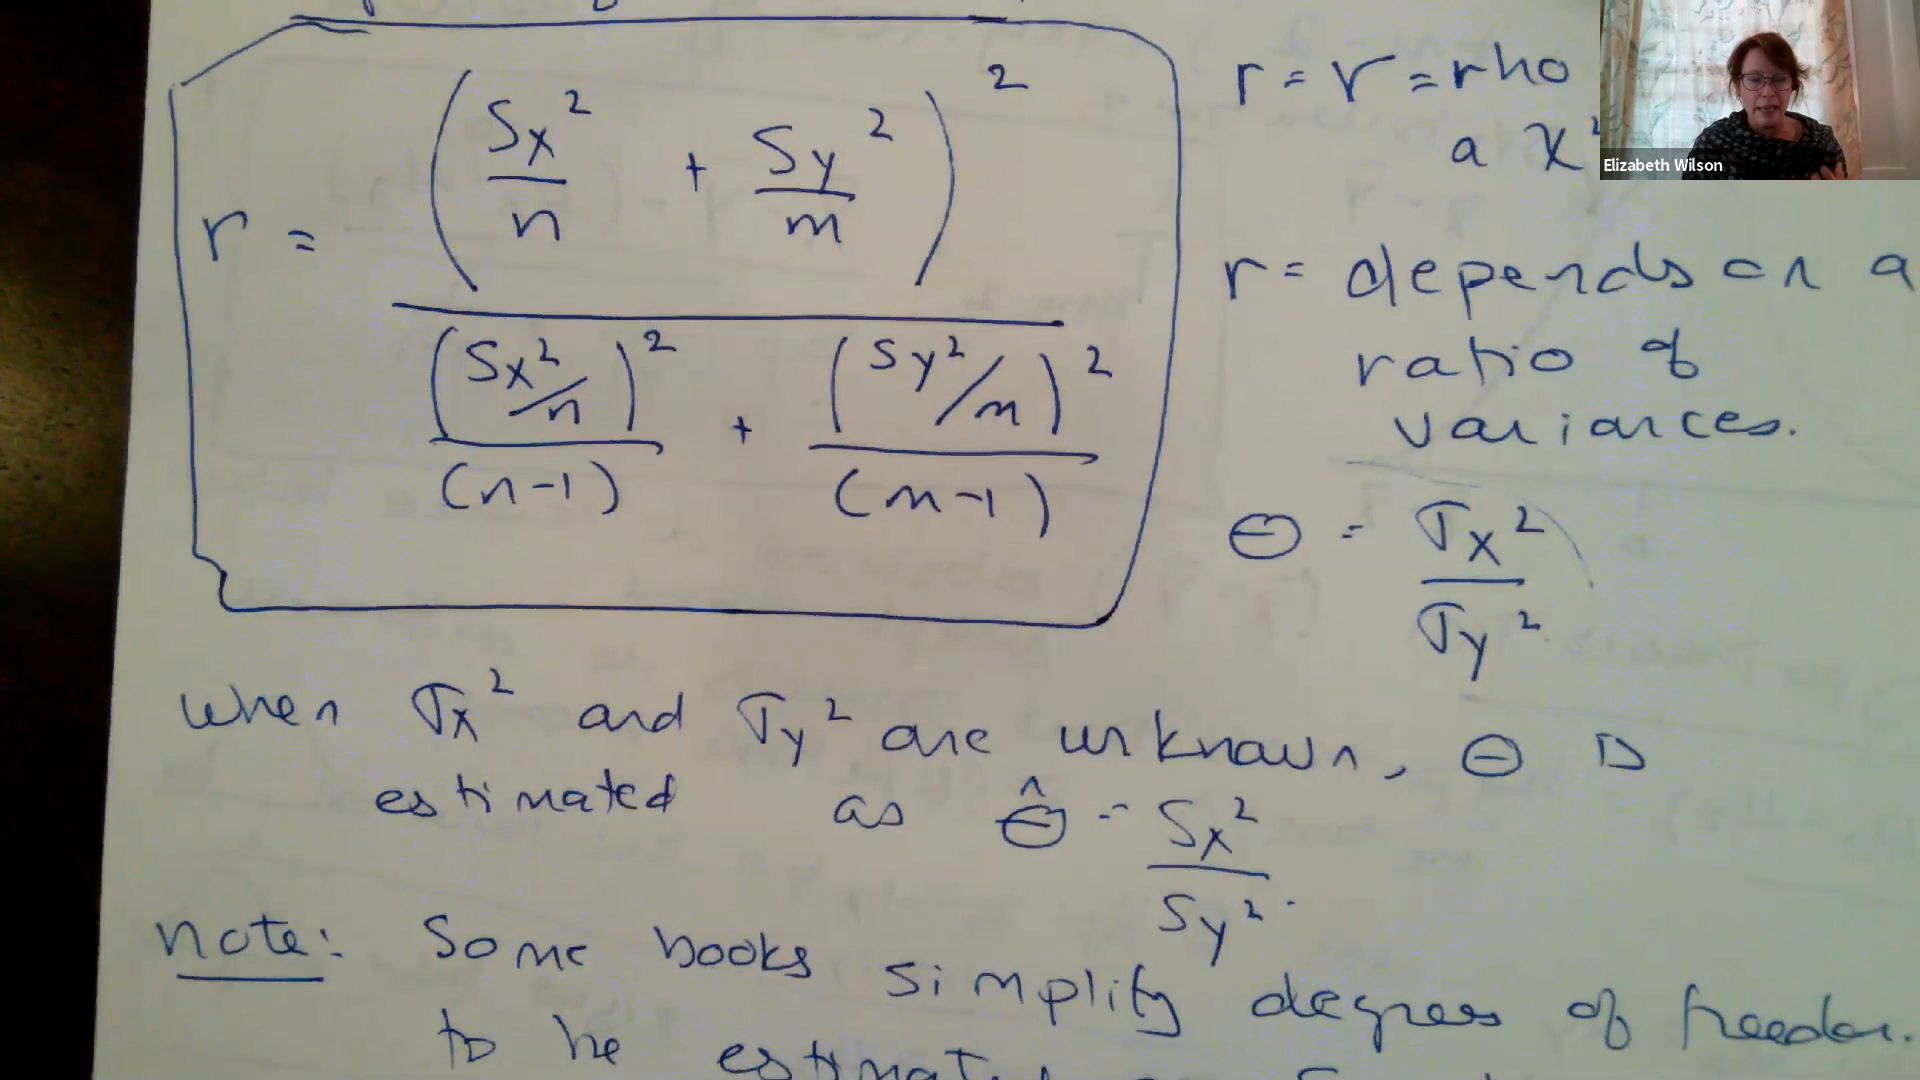 r = (Sx²/n + Sy²/m)² / ((Sx²/n)²/(n-1) + (Sy²/m)²/(m-1))
r = r = rho
a χ²
Elizabeth Wilson
r = depends on a
ratio of
variances.
Θ = σx²/σy²
when σx² and σy² are unknown, Θ is
estimated as Θ̂ = Sx²/Sy².
note: Some books simplify degrees of freedom.
to be